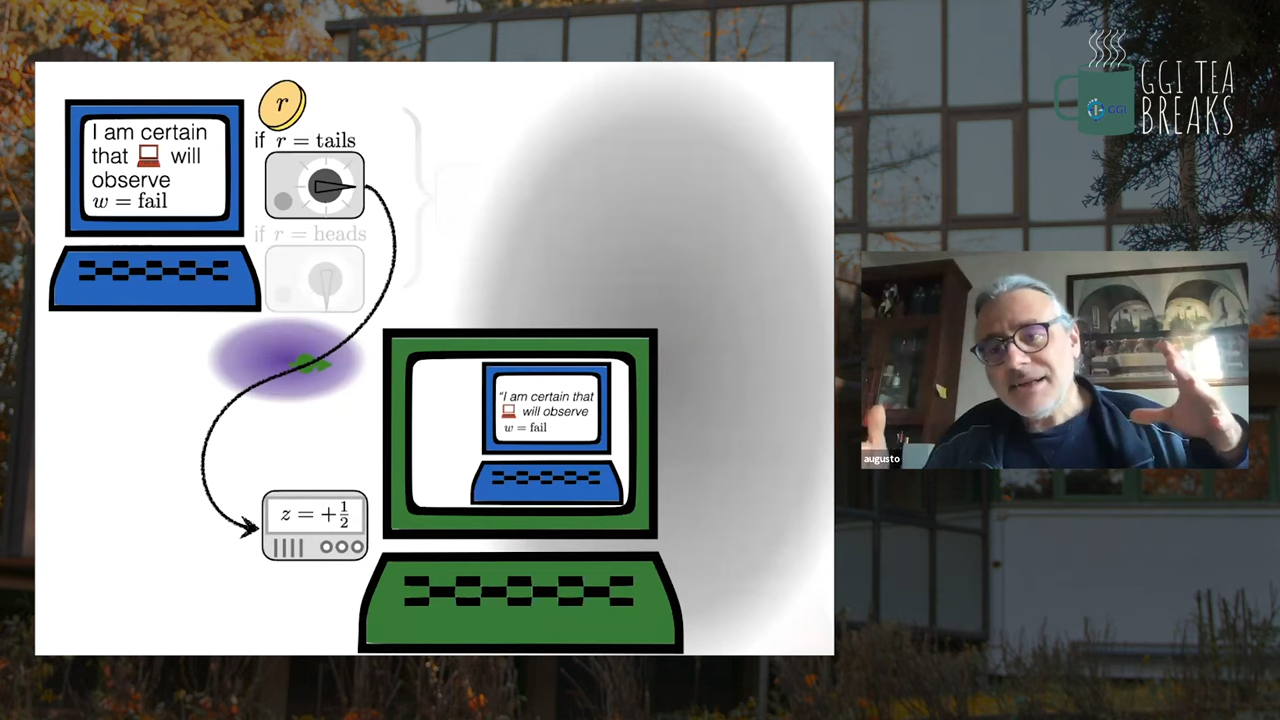 r
if r = tails
I am certain
that will
observe
w = fail
if r = heads
"I am certain that
will observe
w = fail
z = +1/2
GGI TEA
BREAKS
GGI
augusto